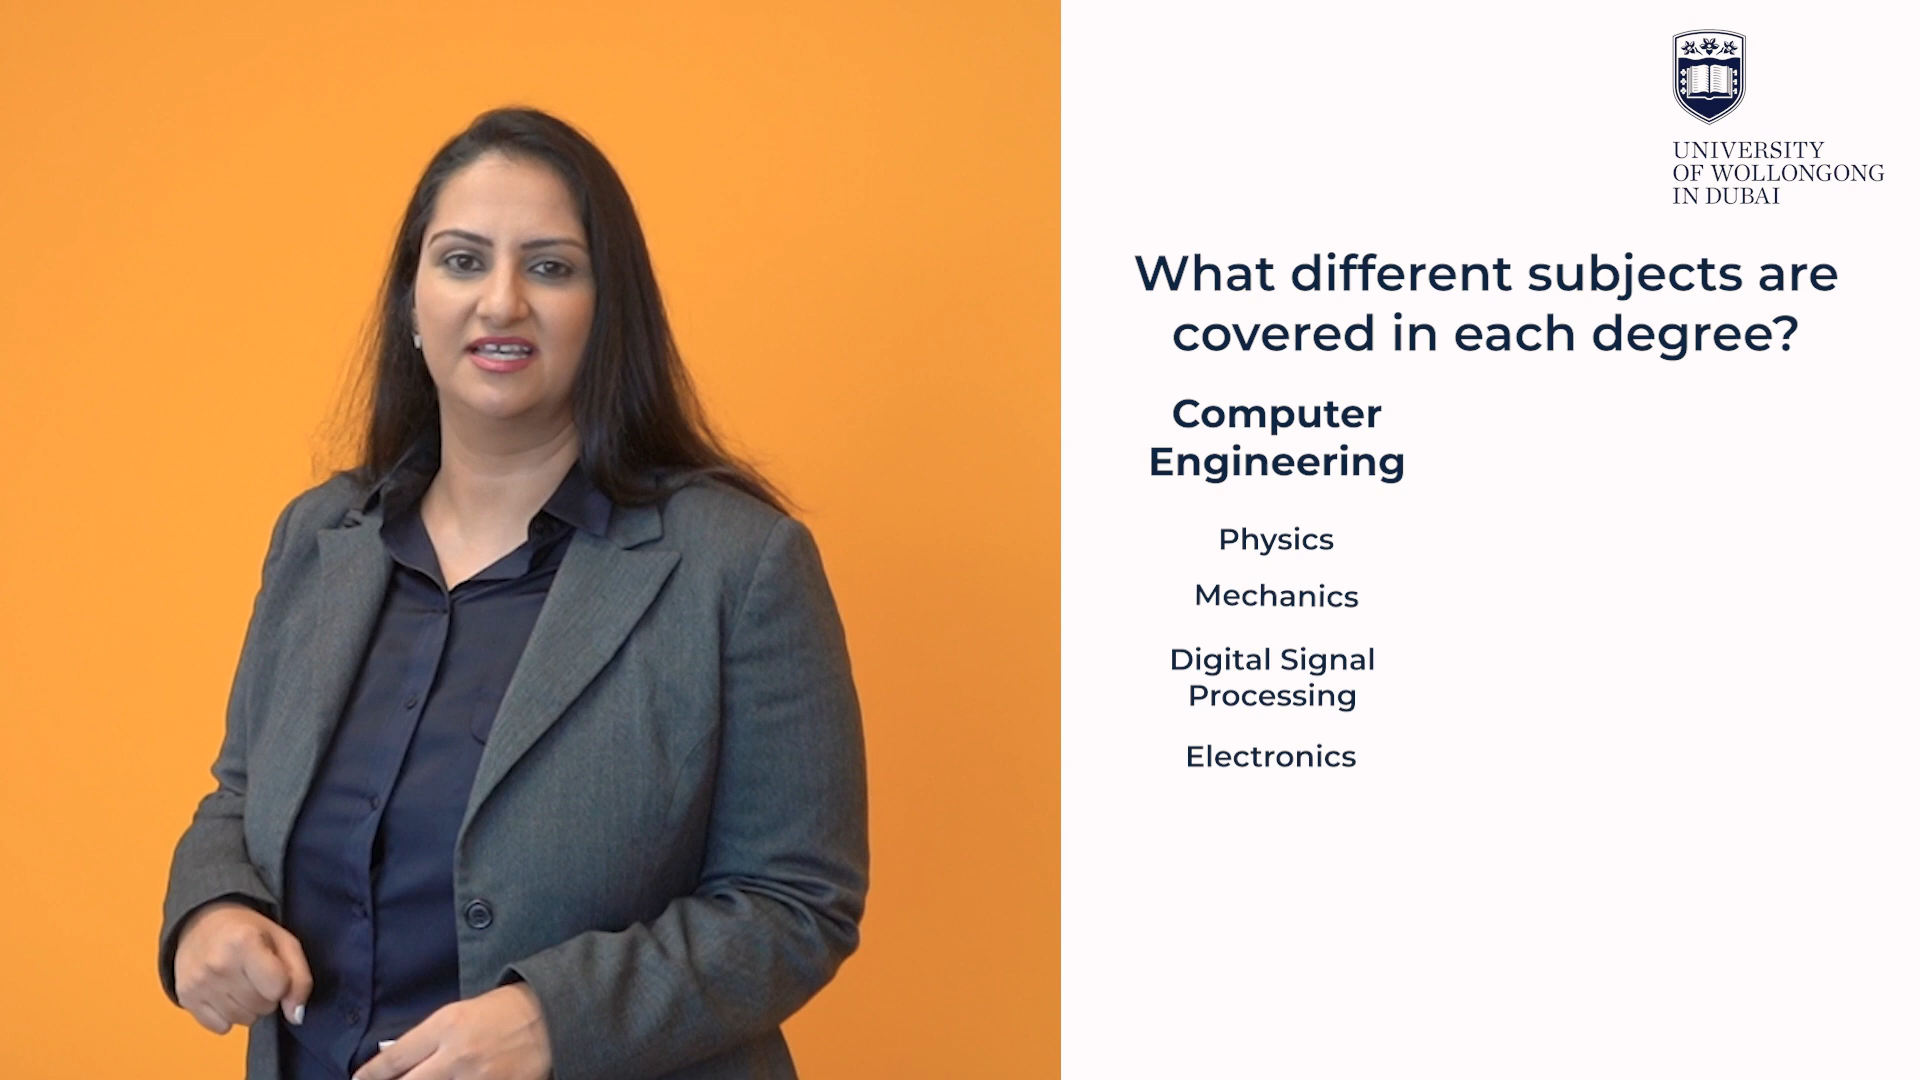 UNIVERSITY
OF WOLLONGONG
IN DUBAI
What different subjects are
covered in each degree?
Computer
Engineering
Physics
Mechanics
Digital Signal
Processing
Electronics